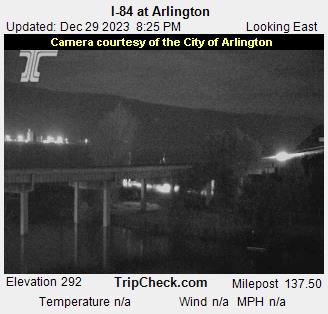 I-84 at Arlington
Updated: Dec 29 2023 8:25 PM Looking East
Camera courtesy of the City of Arlington
Elevation 292 TripCheck.com Milepost 137.50
Temperature n/a Wind n/a MPH n/a